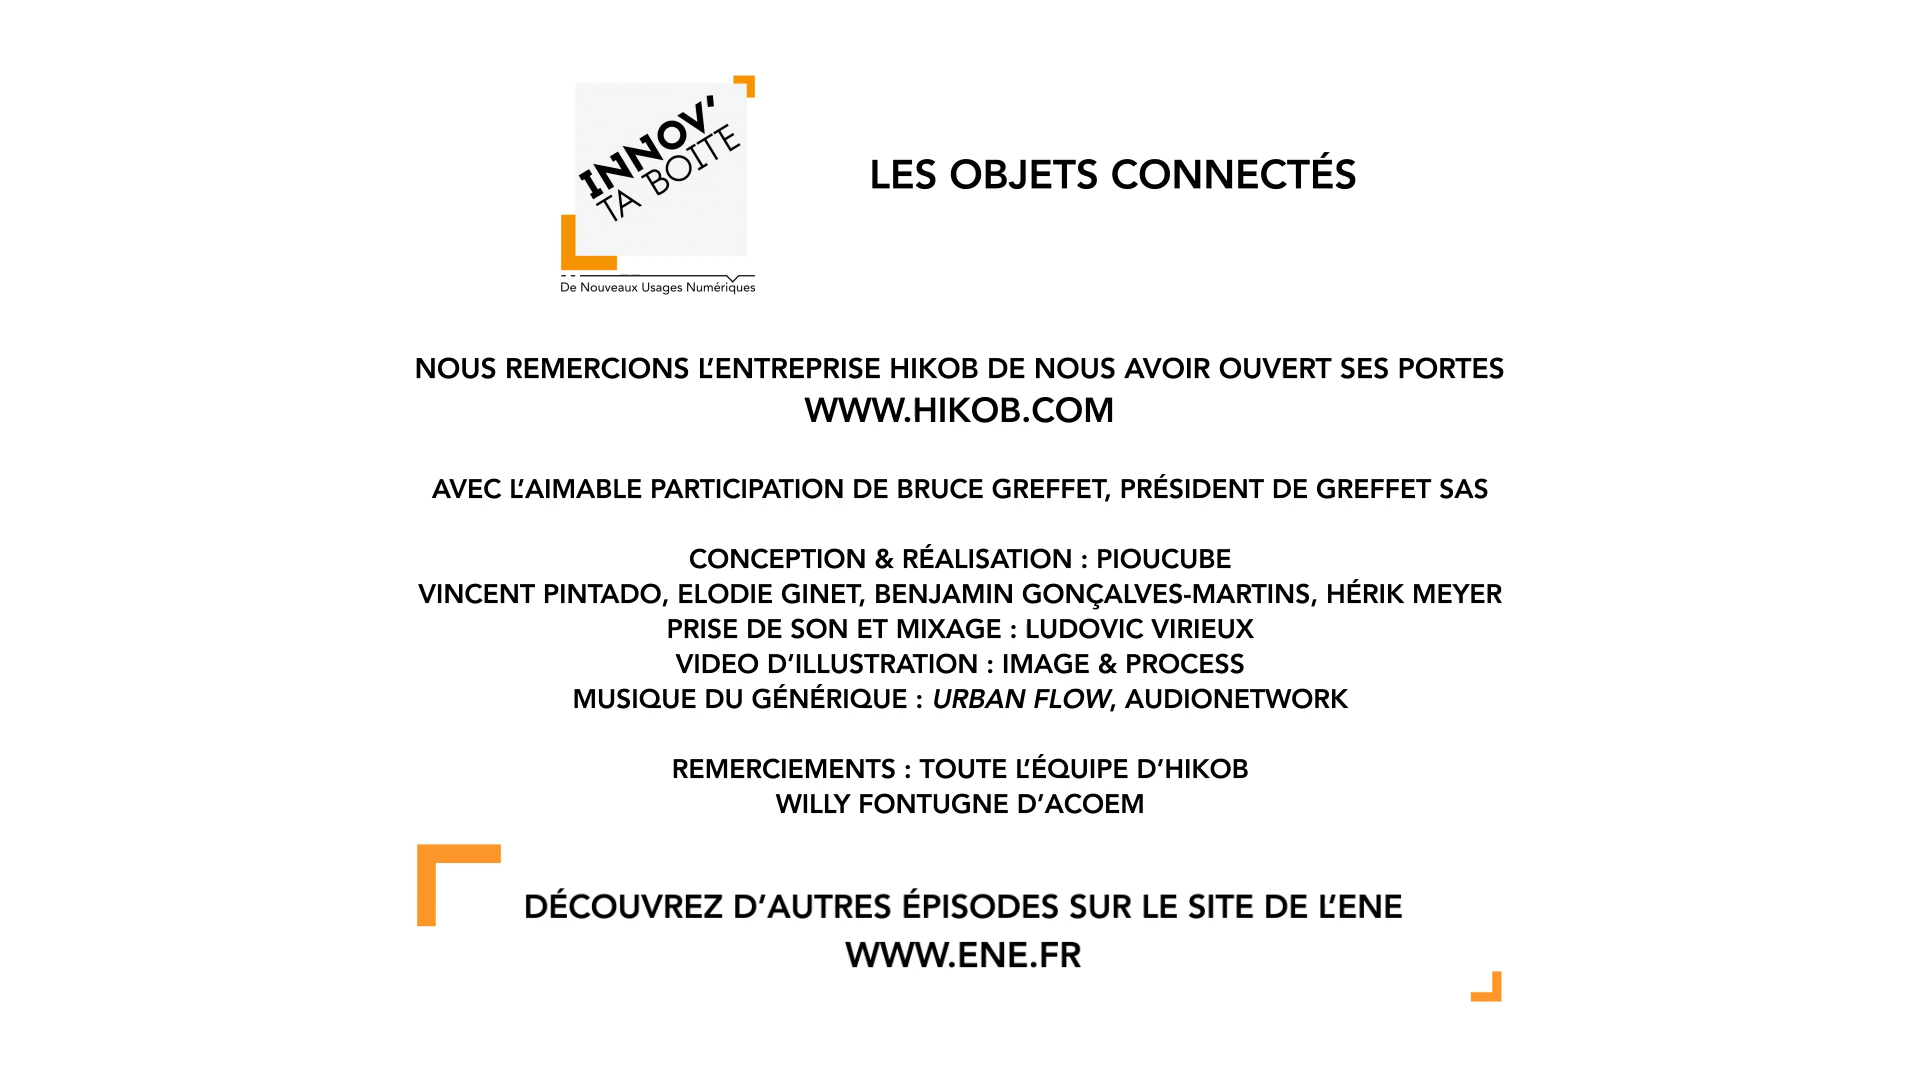 INNOV'
TA BOITE
De Nouveaux Usages Numériques
LES OBJETS CONNECTÉS
NOUS REMERCIONS L’ENTREPRISE HIKOB DE NOUS AVOIR OUVERT SES PORTES
WWW.HIKOB.COM
AVEC L’AIMABLE PARTICIPATION DE BRUCE GREFFET, PRÉSIDENT DE GREFFET SAS
CONCEPTION & RÉALISATION : PIOUCUBE
VINCENT PINTADO, ELODIE GINET, BENJAMIN GONÇALVES-MARTINS, HÉRIK MEYER
PRISE DE SON ET MIXAGE : LUDOVIC VIRIEUX
VIDEO D’ILLUSTRATION : IMAGE & PROCESS
MUSIQUE DU GÉNÉRIQUE : URBAN FLOW, AUDIONETWORK
REMERCIEMENTS : TOUTE L’ÉQUIPE D’HIKOB
WILLY FONTUGNE D’ACOEM
DÉCOUVREZ D’AUTRES ÉPISODES SUR LE SITE DE L’ENE
WWW.ENE.FR